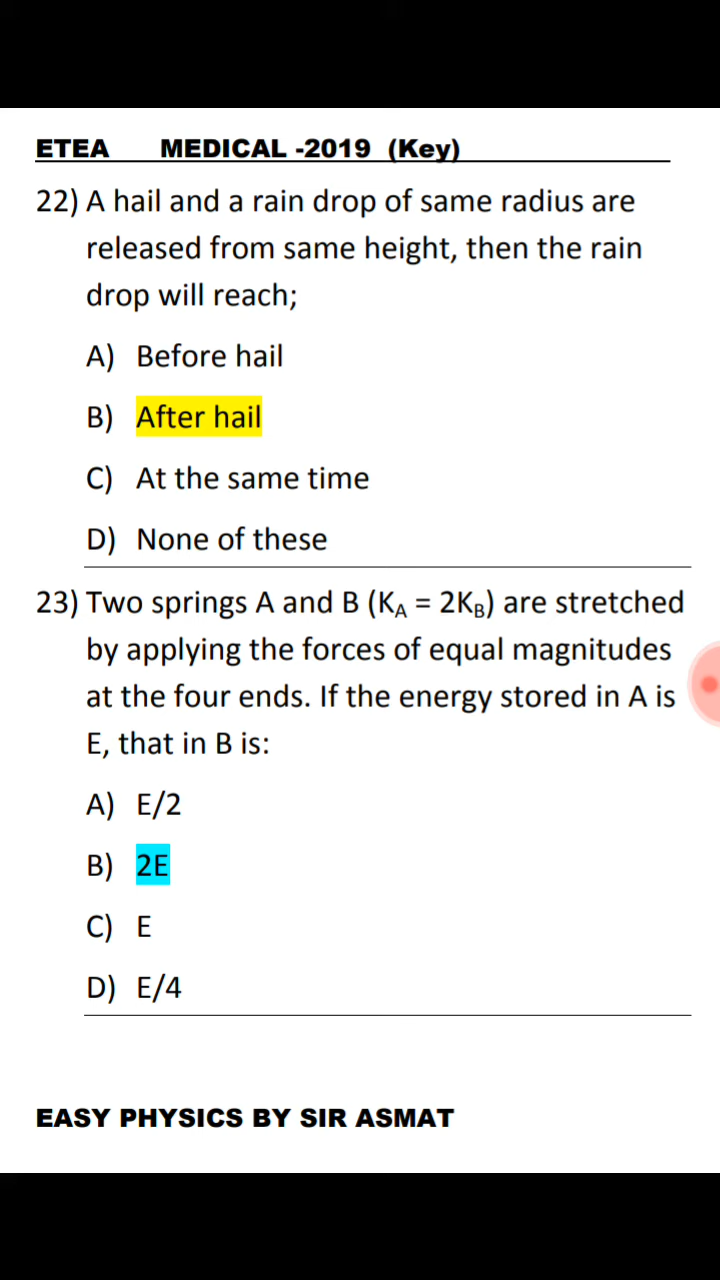 ETEA MEDICAL -2019 (Key)
22) A hail and a rain drop of same radius are
released from same height, then the rain
drop will reach;
A) Before hail
B) After hail
C) At the same time
D) None of these
23) Two springs A and B (K_A = 2K_B) are stretched
by applying the forces of equal magnitudes
at the four ends. If the energy stored in A is
E, that in B is:
A) E/2
B) 2E
C) E
D) E/4
EASY PHYSICS BY SIR ASMAT